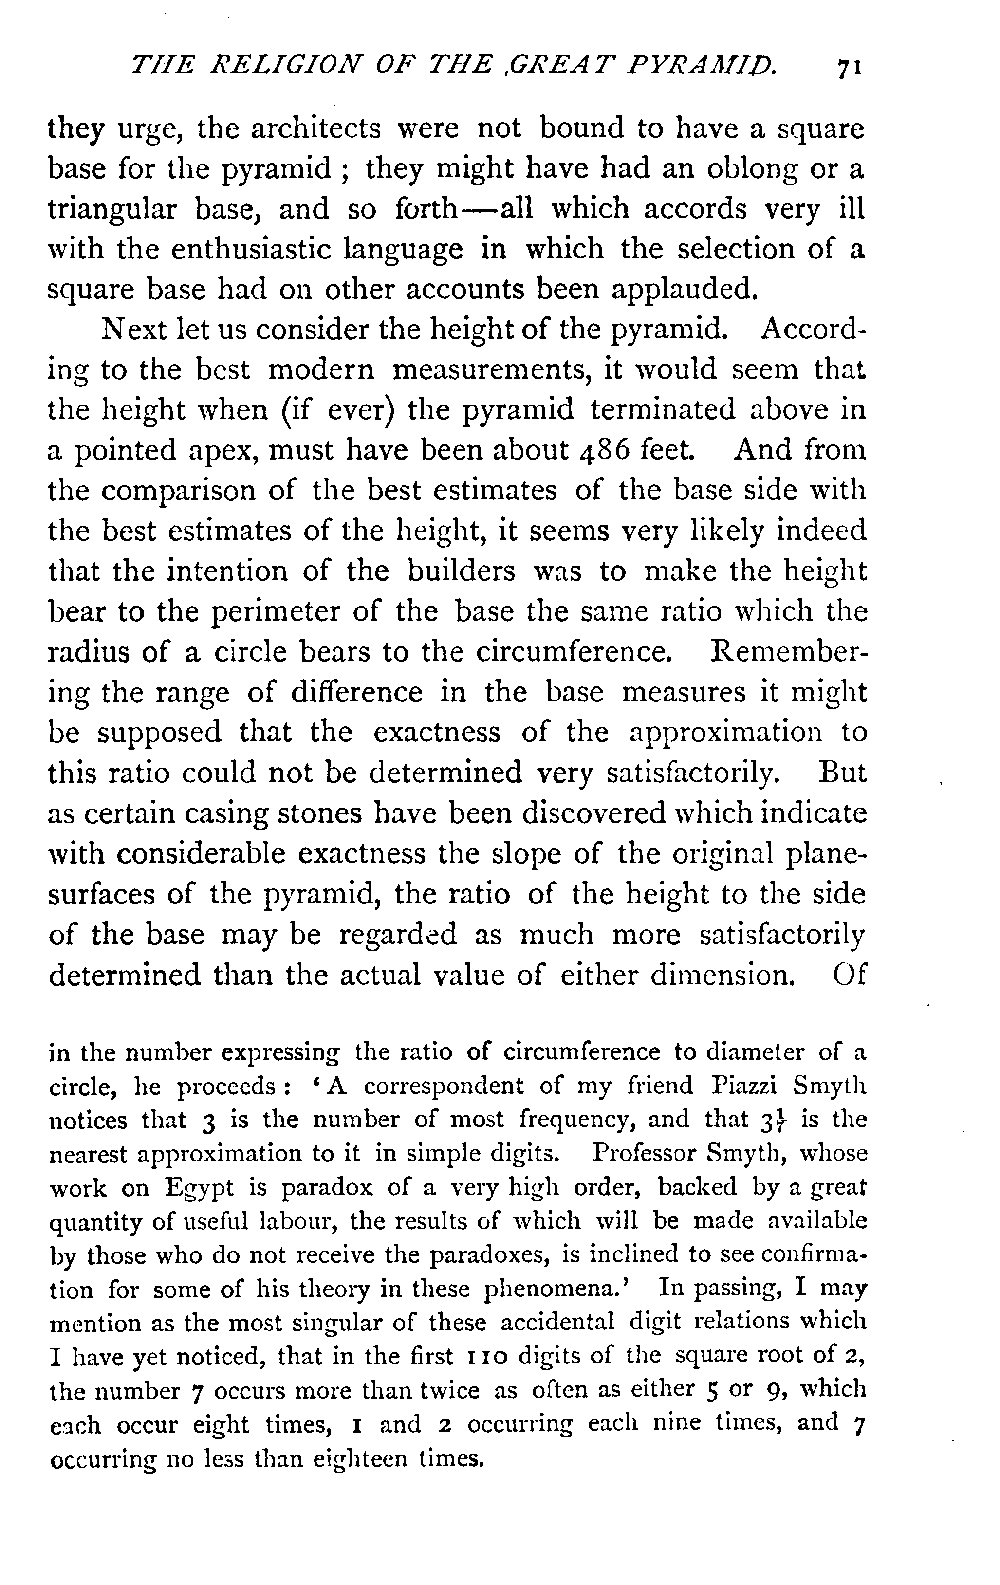 THE RELIGION OF THE GREAT PYRAMID. 71
they urge, the architects were not bound to have a square
base for the pyramid ; they might have had an oblong or a
triangular base, and so forth—all which accords very ill
with the enthusiastic language in which the selection of a
square base had on other accounts been applauded.
Next let us consider the height of the pyramid. Accord-
ing to the best modern measurements, it would seem that
the height when (if ever) the pyramid terminated above in
a pointed apex, must have been about 486 feet. And from
the comparison of the best estimates of the base side with
the best estimates of the height, it seems very likely indeed
that the intention of the builders was to make the height
bear to the perimeter of the base the same ratio which the
radius of a circle bears to the circumference. Remember-
ing the range of difference in the base measures it might
be supposed that the exactness of the approximation to
this ratio could not be determined very satisfactorily. But
as certain casing stones have been discovered which indicate
with considerable exactness the slope of the original plane-
surfaces of the pyramid, the ratio of the height to the side
of the base may be regarded as much more satisfactorily
determined than the actual value of either dimension. Of
in the number expressing the ratio of circumference to diameter of a
circle, he proceeds : ‘ A correspondent of my friend Piazzi Smyth
notices that 3 is the number of most frequency, and that 3⅐ is the
nearest approximation to it in simple digits. Professor Smyth, whose
work on Egypt is paradox of a very high order, backed by a great
quantity of useful labour, the results of which will be made available
by those who do not receive the paradoxes, is inclined to see confirma-
tion for some of his theory in these phenomena.’ In passing, I may
mention as the most singular of these accidental digit relations which
I have yet noticed, that in the first 110 digits of the square root of 2,
the number 7 occurs more than twice as often as either 5 or 9, which
each occur eight times, 1 and 2 occurring each nine times, and 7
occurring no less than eighteen times.